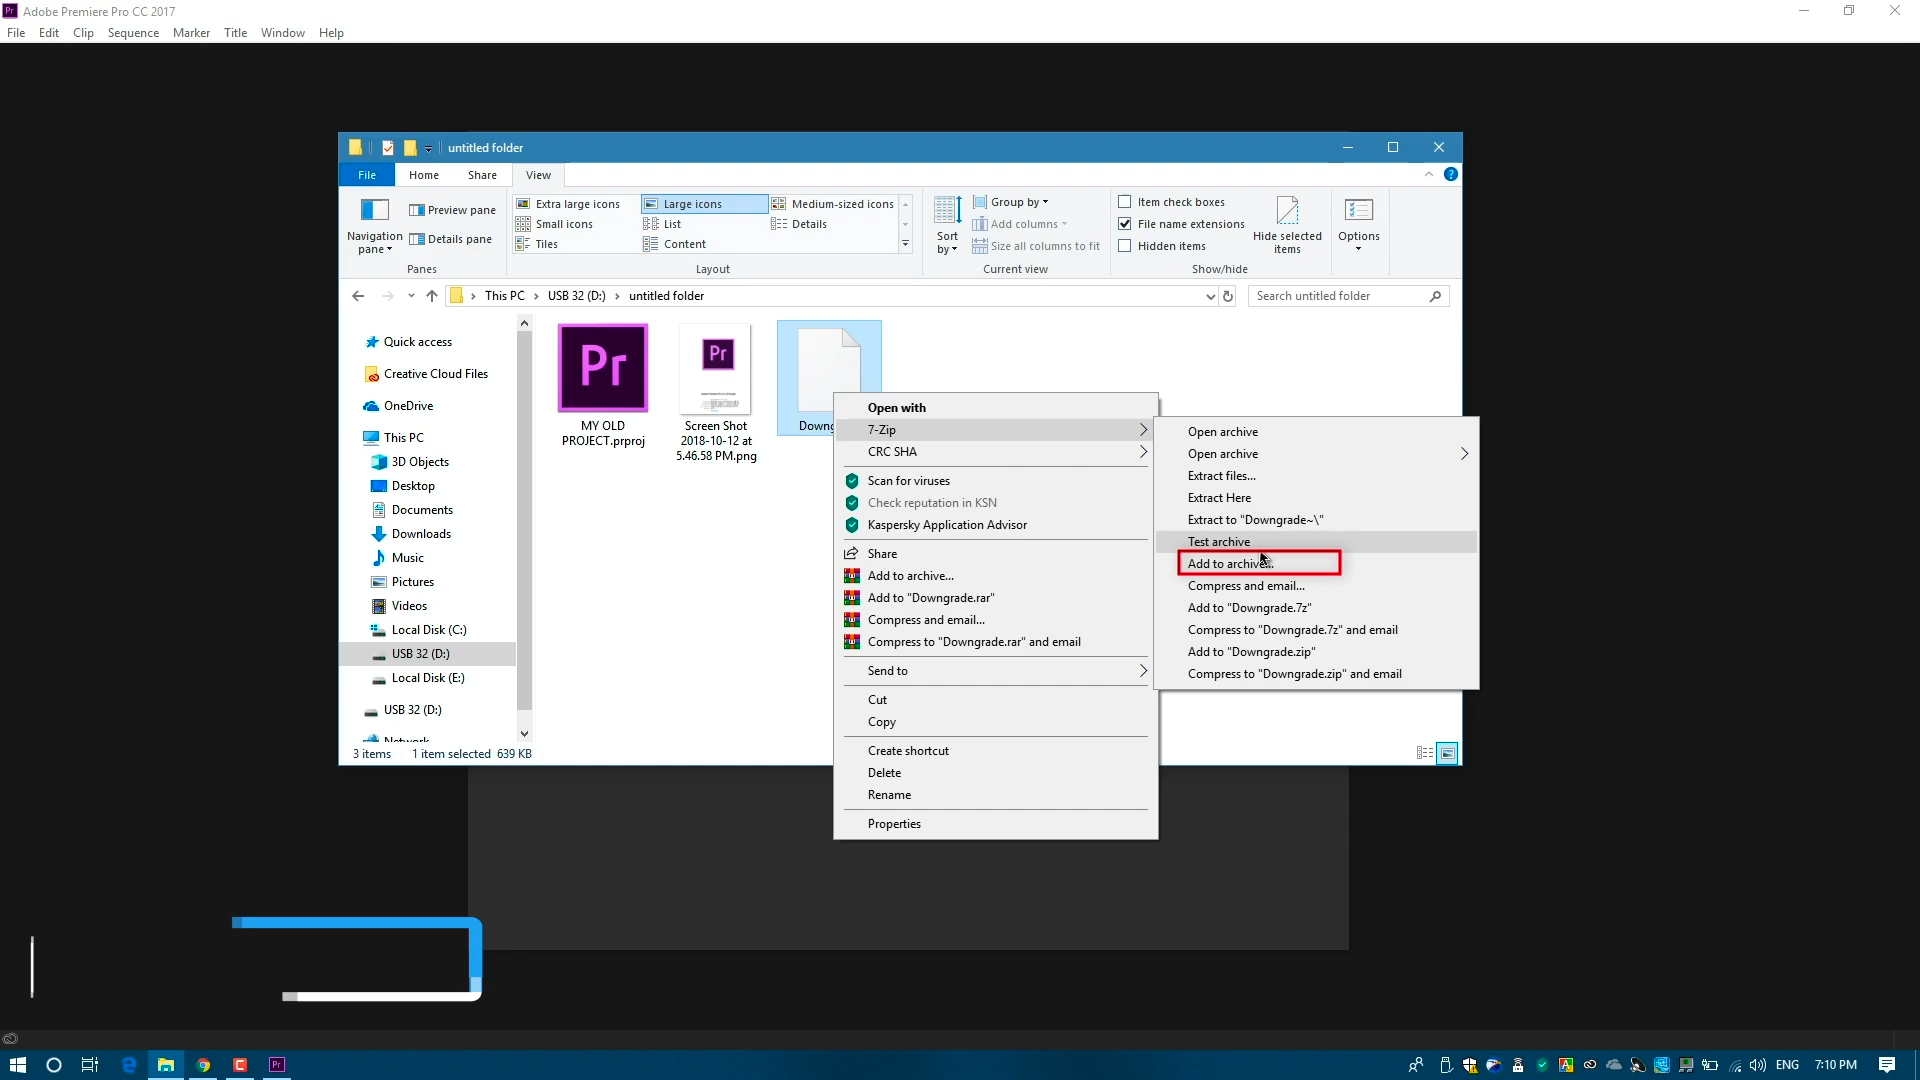 Pr Adobe Premiere Pro CC 2017
File Edit Clip Sequence Marker Title Window Help
untitled folder
File Home Share View
Navigation pane
Preview pane
Details pane
Panes
Extra large icons Large icons Medium-sized icons
Small icons List Details
Tiles Content
Layout
Sort by
Group by
Add columns
Size all columns to fit
Current view
Item check boxes
File name extensions
Hidden items
Hide selected items
Show/hide
Options
This PC USB 32 (D:) untitled folder
Search untitled folder
Quick access
Creative Cloud Files
OneDrive
This PC
3D Objects
Desktop
Documents
Downloads
Music
Pictures
Videos
Local Disk (C:)
USB 32 (D:)
Local Disk (E:)
USB 32 (D:)
Network
3 items 1 item selected 639 KB
Pr
MY OLD
PROJECT.prproj
Pr
Screen Shot
2018-10-12 at
5.46.58 PM.png
Downg
Open with
7-Zip
CRC SHA
Scan for viruses
Check reputation in KSN
Kaspersky Application Advisor
Share
Add to archive...
Add to "Downgrade.rar"
Compress and email...
Compress to "Downgrade.rar" and email
Send to
Cut
Copy
Create shortcut
Delete
Rename
Properties
Open archive
Open archive
Extract files...
Extract Here
Extract to "Downgrade~\"
Test archive
Add to archive...
Compress and email...
Add to "Downgrade.7z"
Compress to "Downgrade.7z" and email
Add to "Downgrade.zip"
Compress to "Downgrade.zip" and email
Pr
ENG 7:10 PM